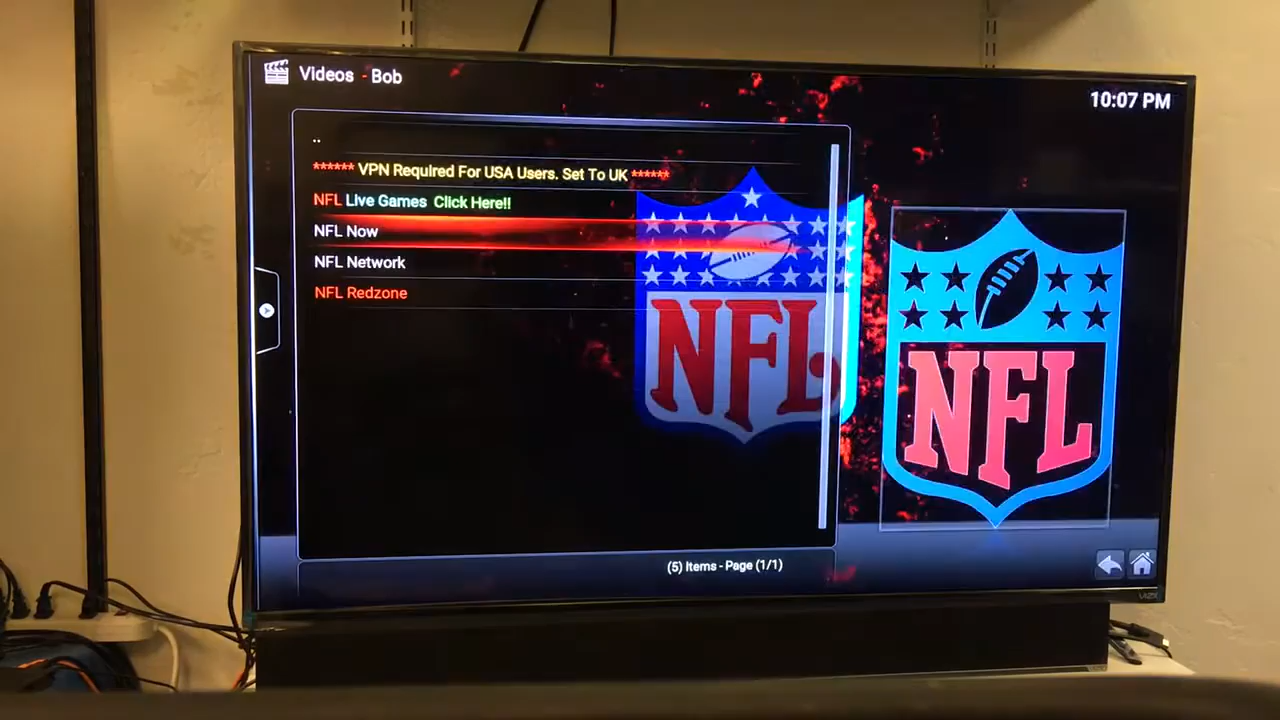 Videos - Bob
10:07 PM
..
****** VPN Required For USA Users. Set To UK ******
NFL Live Games Click Here!!
NFL Now
NFL Network
NFL Redzone
NFL
NFL
(5) Items - Page (1/1)
VIZIO